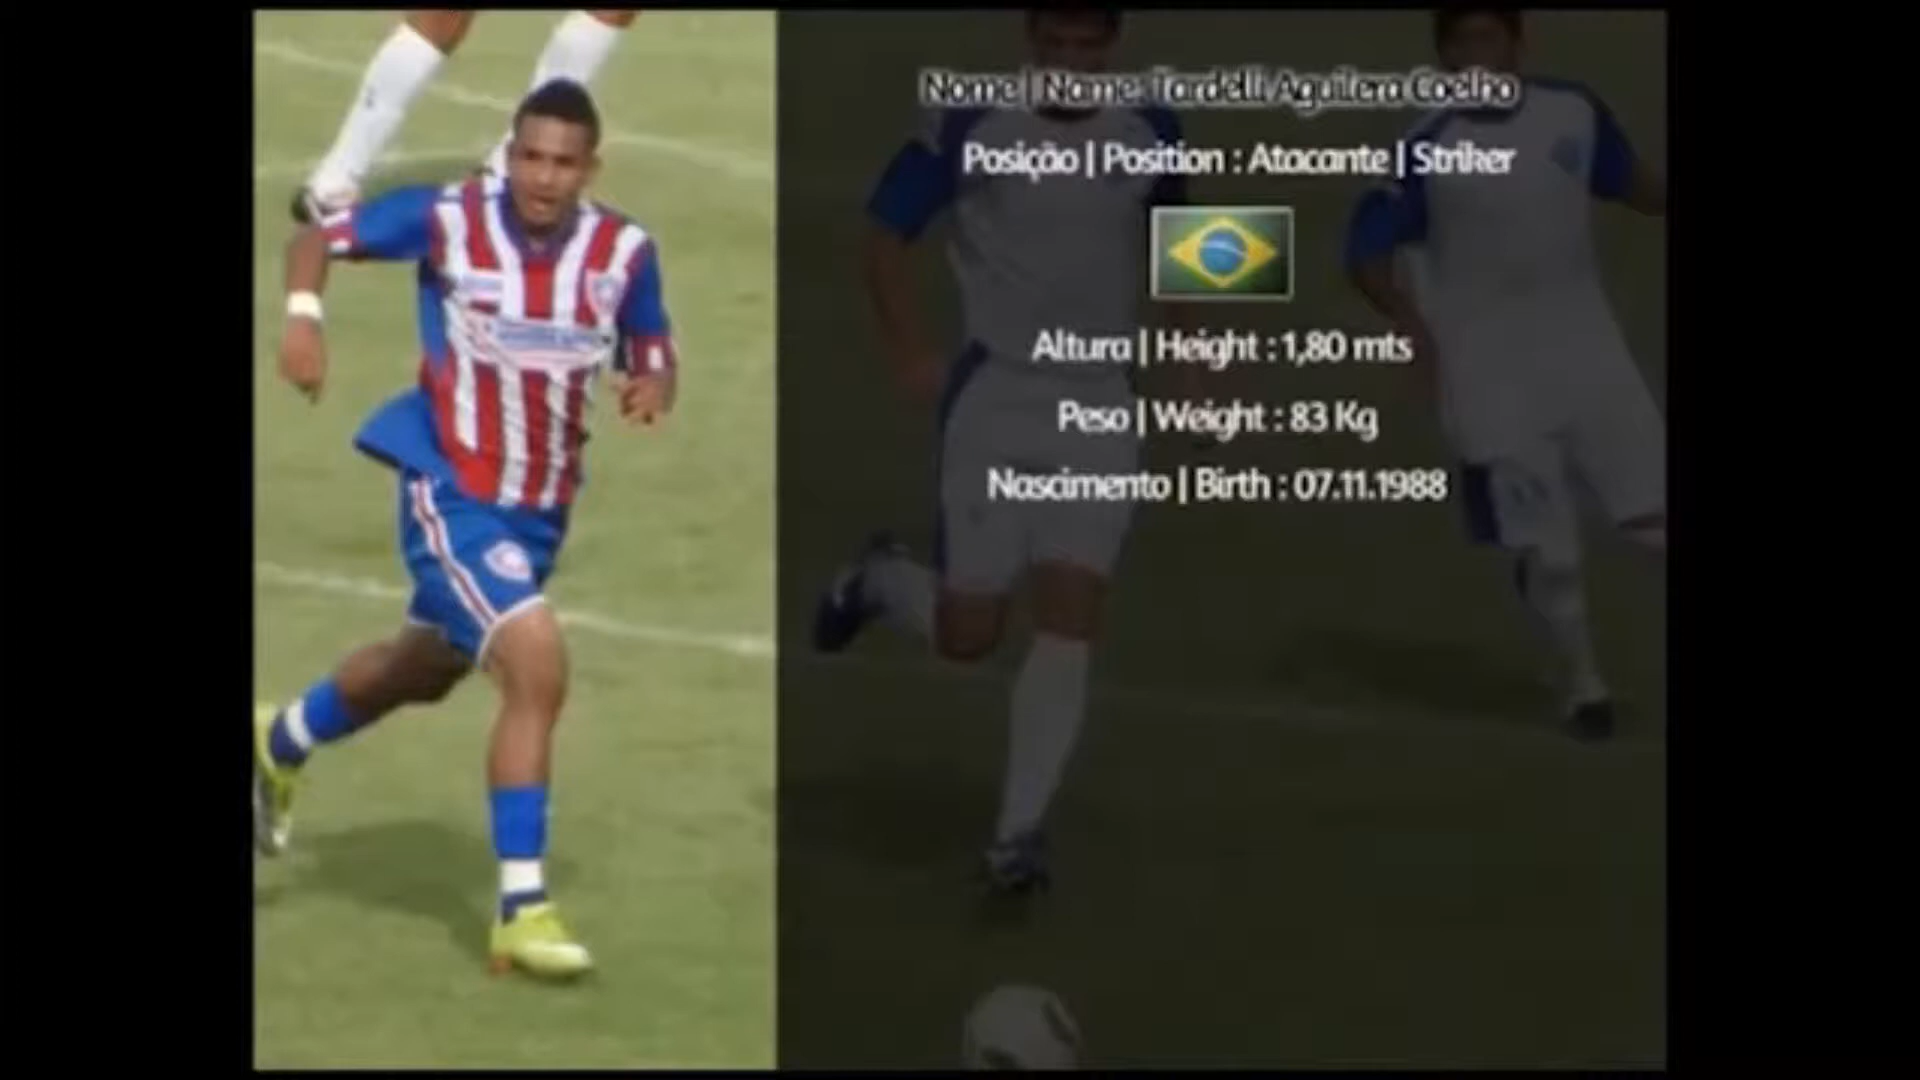 Nome | Name: Tardelli Aguilera Coelho
Posição | Position : Atacante | Striker
Altura | Height : 1,80 mts
Peso | Weight : 83 Kg
Nascimento | Birth : 07.11.1988